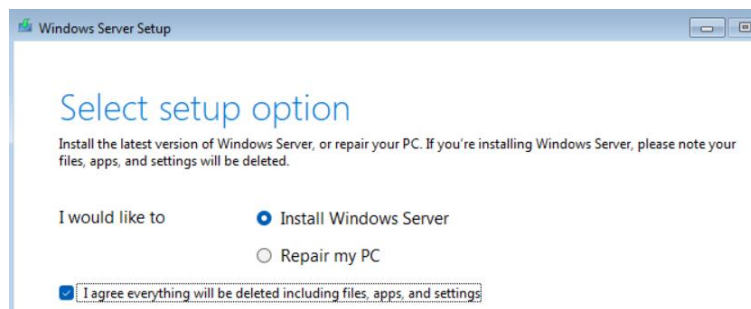 Windows Server Setup
Select setup option
Install the latest version of Windows Server, or repair your PC. If you're installing Windows Server, please note your
files, apps, and settings will be deleted.
I would like to
Install Windows Server
Repair my PC
I agree everything will be deleted including files, apps, and settings